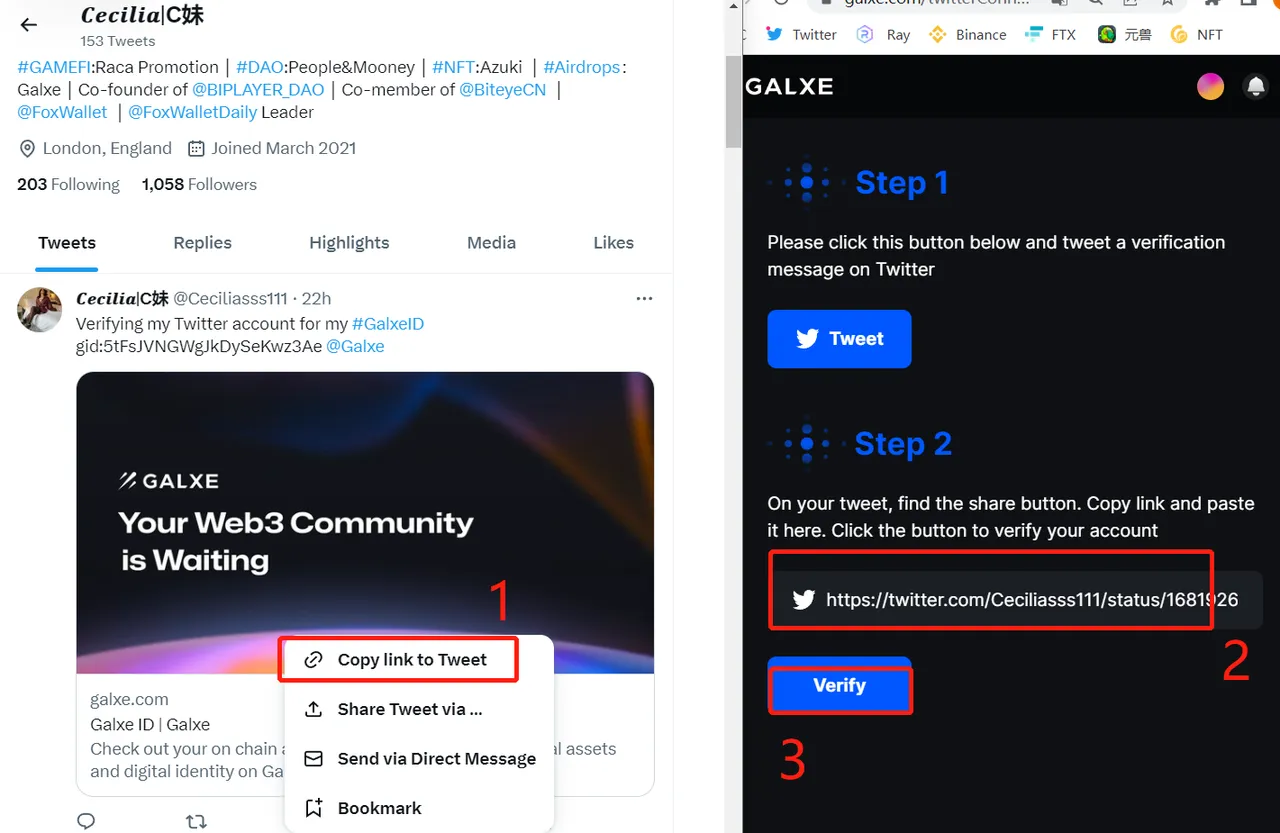 Cecilia|C妹
153 Tweets
#GAMEFI:Raca Promotion | #DAO:People&Mooney | #NFT:Azuki | #Airdrops:
Galxe | Co-founder of @BIPLAYER_DAO | Co-member of @BiteyeCN |
@FoxWallet | @FoxWalletDaily Leader
London, England Joined March 2021
203 Following 1,058 Followers
Tweets Replies Highlights Media Likes
Cecilia|C妹 @Ceciliasss111 · 22h
Verifying my Twitter account for my #GalxeID
gid:5tFsJVNGWgJkDySeKwz3Ae @Galxe
GALXE
Your Web3 Community
is Waiting
1
Copy link to Tweet
Share Tweet via ...
Send via Direct Message
Bookmark
galxe.com
Galxe ID | Galxe
Check out your on chain al assets
and digital identity on Ga
Twitter Ray Binance FTX 元兽 NFT
GALXE
Step 1
Please click this button below and tweet a verification
message on Twitter
Tweet
Step 2
On your tweet, find the share button. Copy link and paste
it here. Click the button to verify your account
https://twitter.com/Ceciliasss111/status/1681926
2
Verify
3